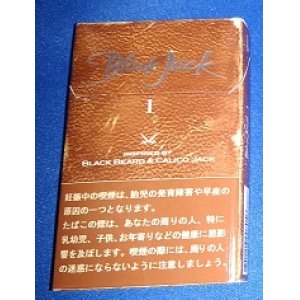 Black Jack
1
INSPIRED BY
BLACK BEARD & CALICO JACK
妊娠中の喫煙は、胎児の発育障害や早産の
原因の一つとなります。
たばこの煙は、あなたの周りの人、特に
乳幼児、子供、お年寄りなどの健康に悪影
響を及ぼします。喫煙の際には、周りの人
の迷惑にならないように注意しましょう。